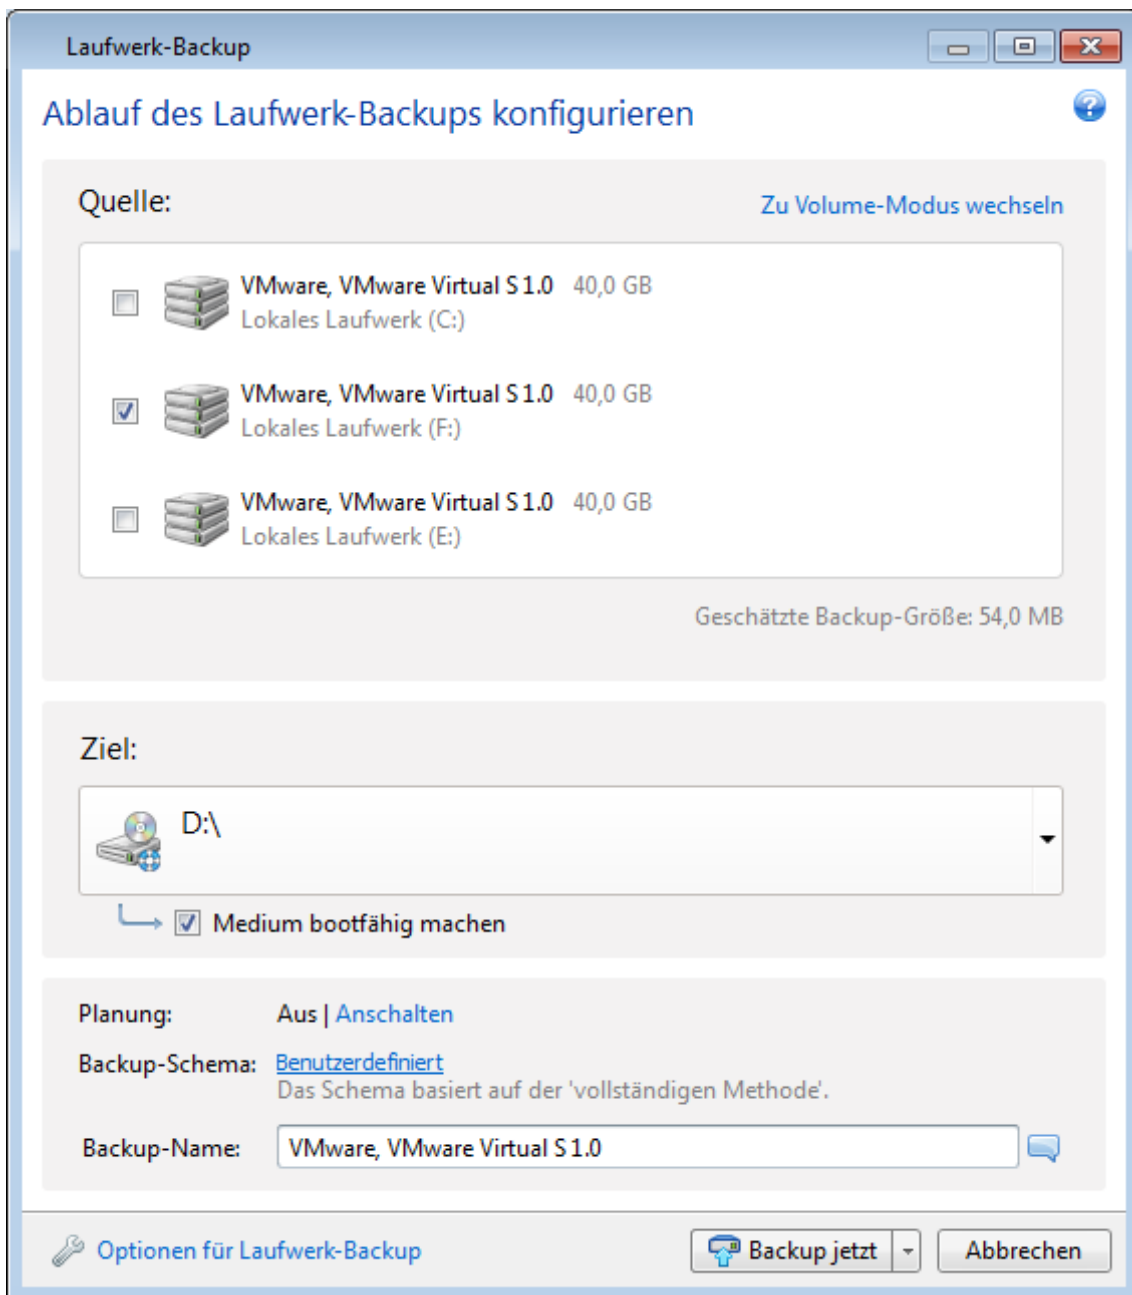 Laufwerk-Backup
Ablauf des Laufwerk-Backups konfigurieren
Quelle:
Zu Volume-Modus wechseln
VMware, VMware Virtual S 1.0 40,0 GB
Lokales Laufwerk (C:)
VMware, VMware Virtual S 1.0 40,0 GB
Lokales Laufwerk (F:)
VMware, VMware Virtual S 1.0 40,0 GB
Lokales Laufwerk (E:)
Geschätzte Backup-Größe: 54,0 MB
Ziel:
D:\
Medium bootfähig machen
Planung: Aus | Anschalten
Backup-Schema: Benutzerdefiniert
Das Schema basiert auf der 'vollständigen Methode'.
Backup-Name: VMware, VMware Virtual S 1.0
Optionen für Laufwerk-Backup
Backup jetzt
Abbrechen